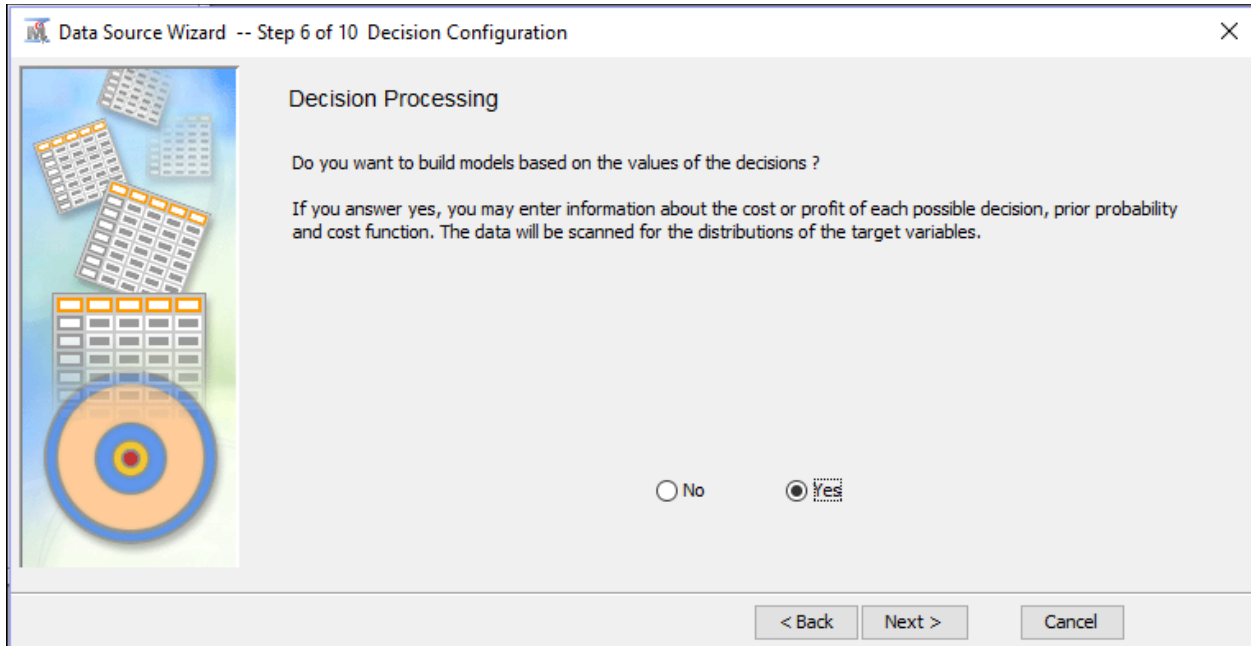 Data Source Wizard -- Step 6 of 10 Decision Configuration
Decision Processing
Do you want to build models based on the values of the decisions ?
If you answer yes, you may enter information about the cost or profit of each possible decision, prior probability
and cost function. The data will be scanned for the distributions of the target variables.
No Yes
< Back Next > Cancel